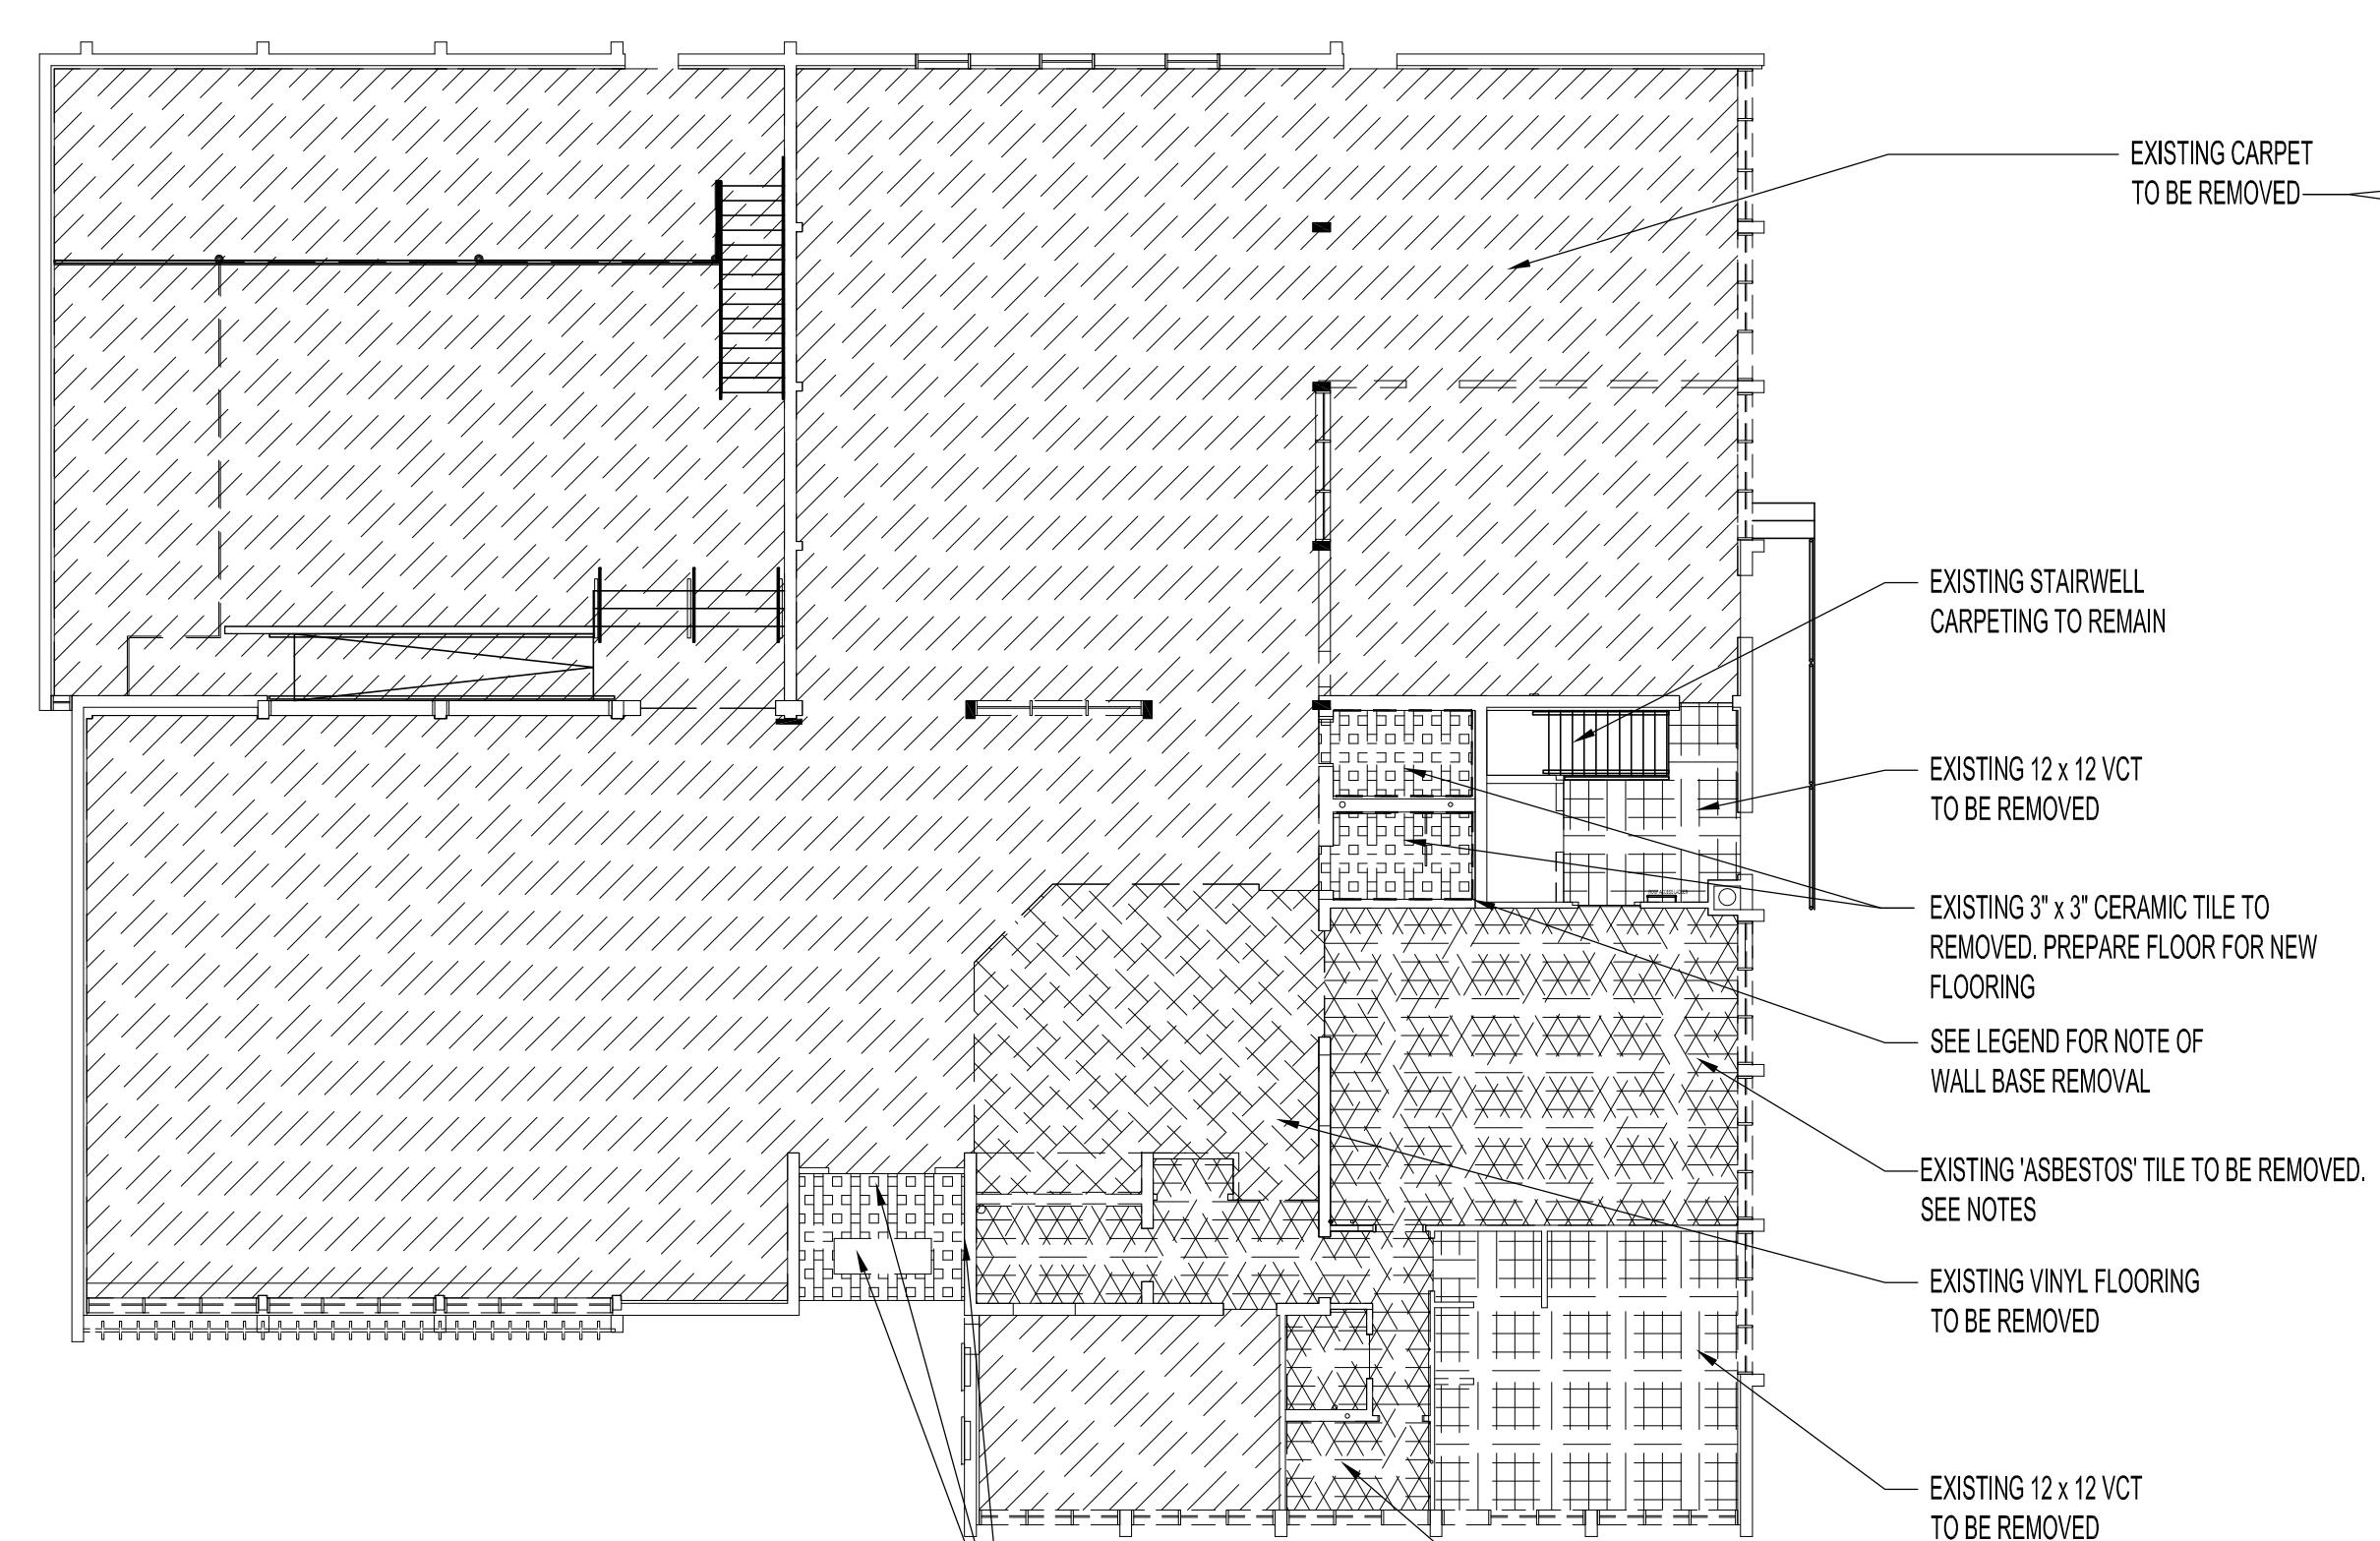 EXISTING CARPET
TO BE REMOVED
EXISTING STAIRWELL
CARPETING TO REMAIN
EXISTING 12 x 12 VCT
TO BE REMOVED
EXISTING 3" x 3" CERAMIC TILE TO
REMOVED. PREPARE FLOOR FOR NEW
FLOORING
SEE LEGEND FOR NOTE OF
WALL BASE REMOVAL
EXISTING 'ASBESTOS' TILE TO BE REMOVED.
SEE NOTES
EXISTING VINYL FLOORING
TO BE REMOVED
EXISTING 12 x 12 VCT
TO BE REMOVED